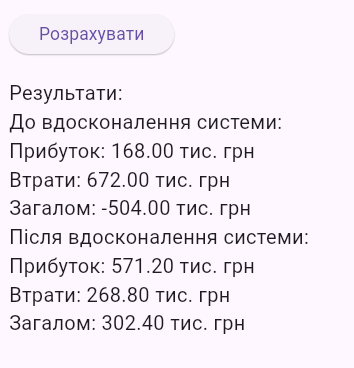 Розрахувати
Результати:
До вдосконалення системи:
Прибуток: 168.00 тис. грн
Втрати: 672.00 тис. грн
Загалом: -504.00 тис. грн
Після вдосконалення системи:
Прибуток: 571.20 тис. грн
Втрати: 268.80 тис. грн
Загалом: 302.40 тис. грн